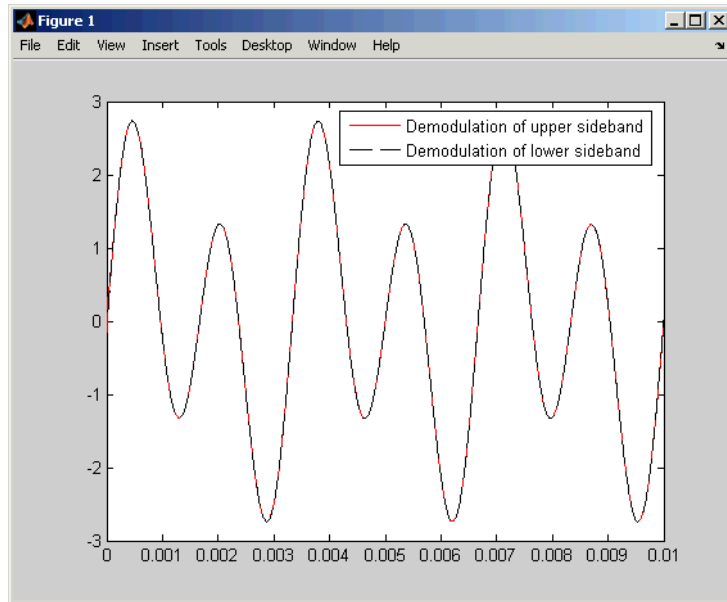 Figure 1
File Edit View Insert Tools Desktop Window Help
Demodulation of upper sideband
Demodulation of lower sideband
3
2
1
0
-1
-2
-3
0 0.001 0.002 0.003 0.004 0.005 0.006 0.007 0.008 0.009 0.01